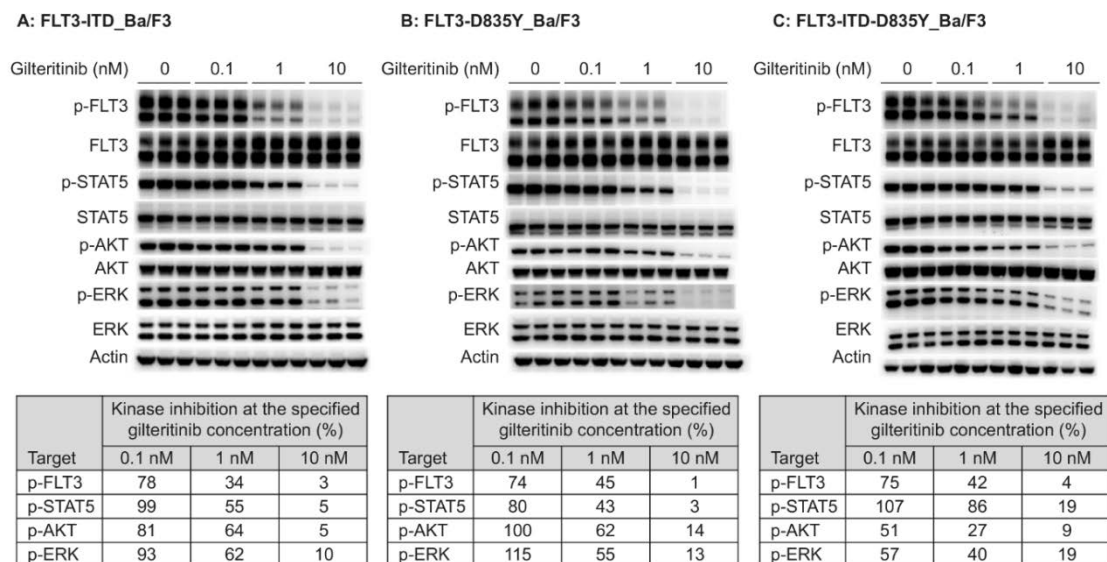 A: FLT3-ITD_Ba/F3
Gilteritinib (nM) 0 0.1 1 10
p-FLT3
FLT3
p-STAT5
STAT5
p-AKT
AKT
p-ERK
ERK
Actin
Kinase inhibition at the specified
gilteritinib concentration (%)
Target 0.1 nM 1 nM 10 nM
p-FLT3 78 34 3
p-STAT5 99 55 5
p-AKT 81 64 5
p-ERK 93 62 10
B: FLT3-D835Y_Ba/F3
Gilteritinib (nM) 0 0.1 1 10
p-FLT3
FLT3
p-STAT5
STAT5
p-AKT
AKT
p-ERK
ERK
Actin
Kinase inhibition at the specified
gilteritinib concentration (%)
Target 0.1 nM 1 nM 10 nM
p-FLT3 74 45 1
p-STAT5 80 43 3
p-AKT 100 62 14
p-ERK 115 55 13
C: FLT3-ITD-D835Y_Ba/F3
Gilteritinib (nM) 0 0.1 1 10
p-FLT3
FLT3
p-STAT5
STAT5
p-AKT
AKT
p-ERK
ERK
Actin
Kinase inhibition at the specified
gilteritinib concentration (%)
Target 0.1 nM 1 nM 10 nM
p-FLT3 75 42 4
p-STAT5 107 86 19
p-AKT 51 27 9
p-ERK 57 40 19